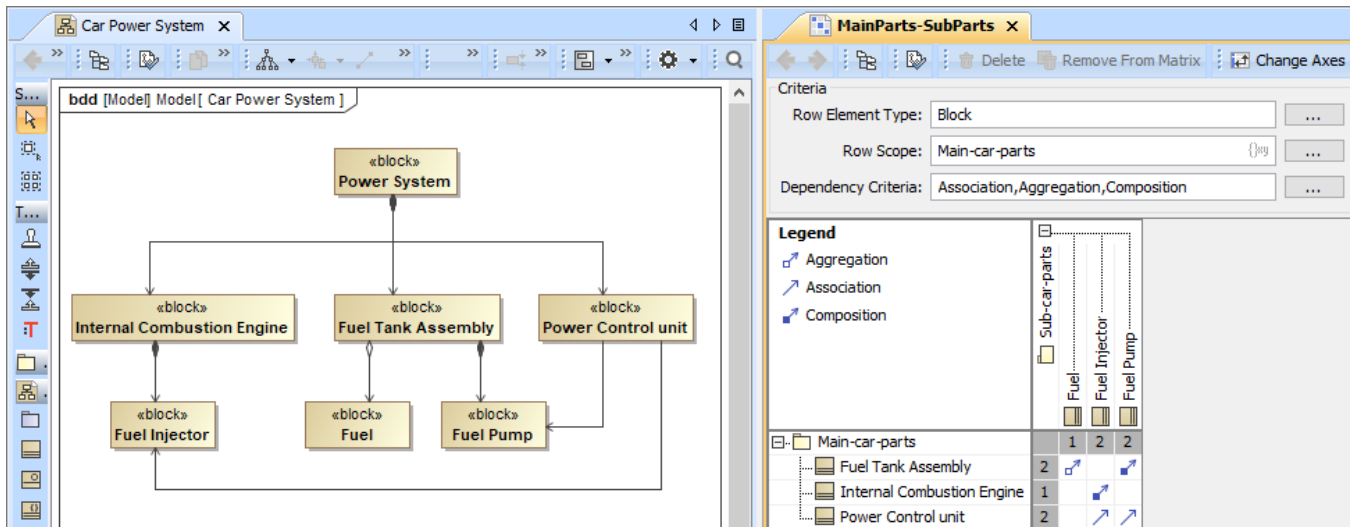 Car Power System X
S...
T...
:T
bdd [Model] Model[ Car Power System ]
«block»
Power System
«block»
Internal Combustion Engine
«block»
Fuel Tank Assembly
«block»
Power Control unit
«block»
Fuel Injector
«block»
Fuel
«block»
Fuel Pump
MainParts-SubParts X
Delete Remove From Matrix Change Axes
Criteria
Row Element Type: Block ...
Row Scope: Main-car-parts ...
Dependency Criteria: Association,Aggregation,Composition ...
Legend
Aggregation
Association
Composition
Sub-car-parts
Fuel
Fuel Injector
Fuel Pump
Main-car-parts 1 2 2
Fuel Tank Assembly 2
Internal Combustion Engine 1
Power Control unit 2